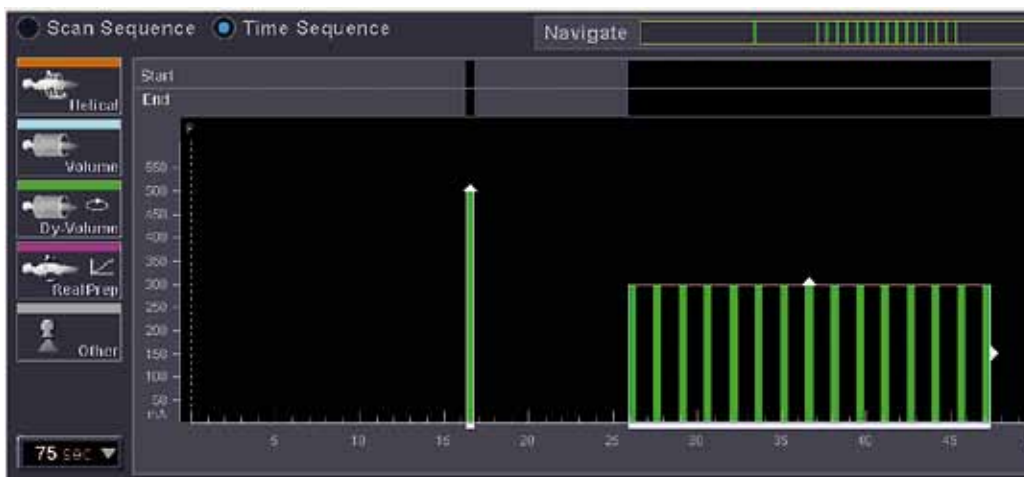 Scan Sequence Time Sequence Navigate
Start
End
Helical
Volume
Dy-Volume
RealPrep
Other
75 sec
550
500
450
400
350
300
250
200
150
100
50
mA
5 10 15 20 25 30 35 40 45